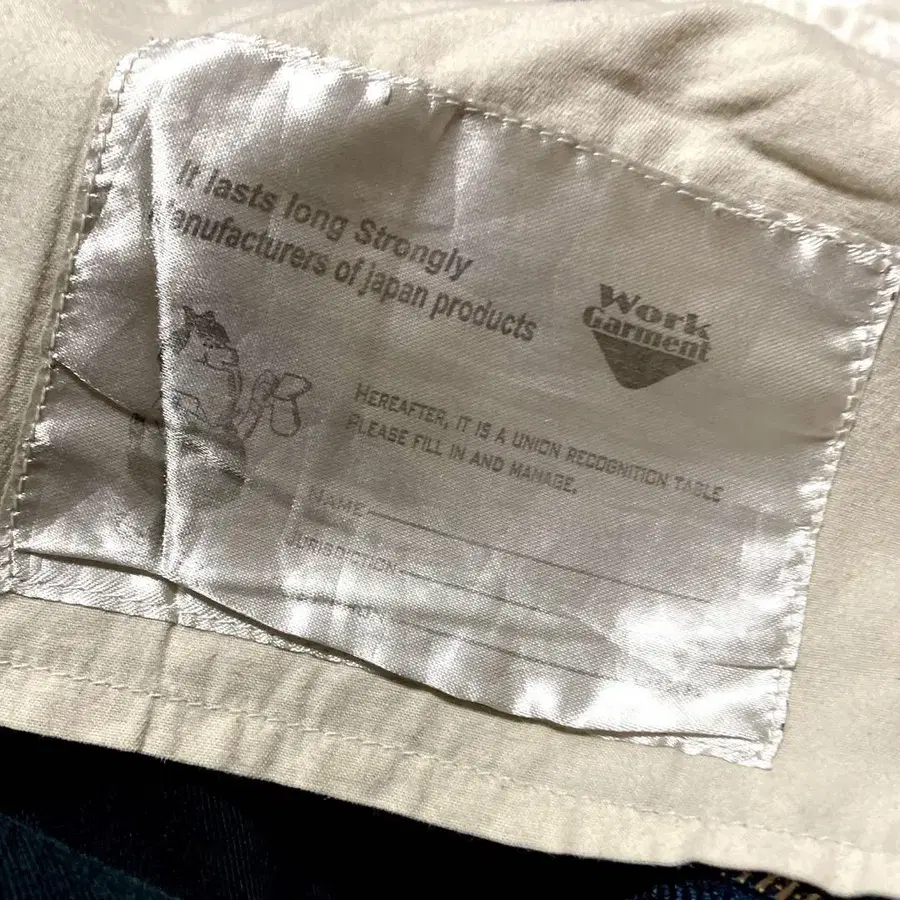 It lasts long Strongly
Manufacturers of japan products
Work
Garment
HEREAFTER, IT IS A UNION RECOGNITION TABLE
PLEASE FILL IN AND MANAGE.
NAME
JURISDICTION